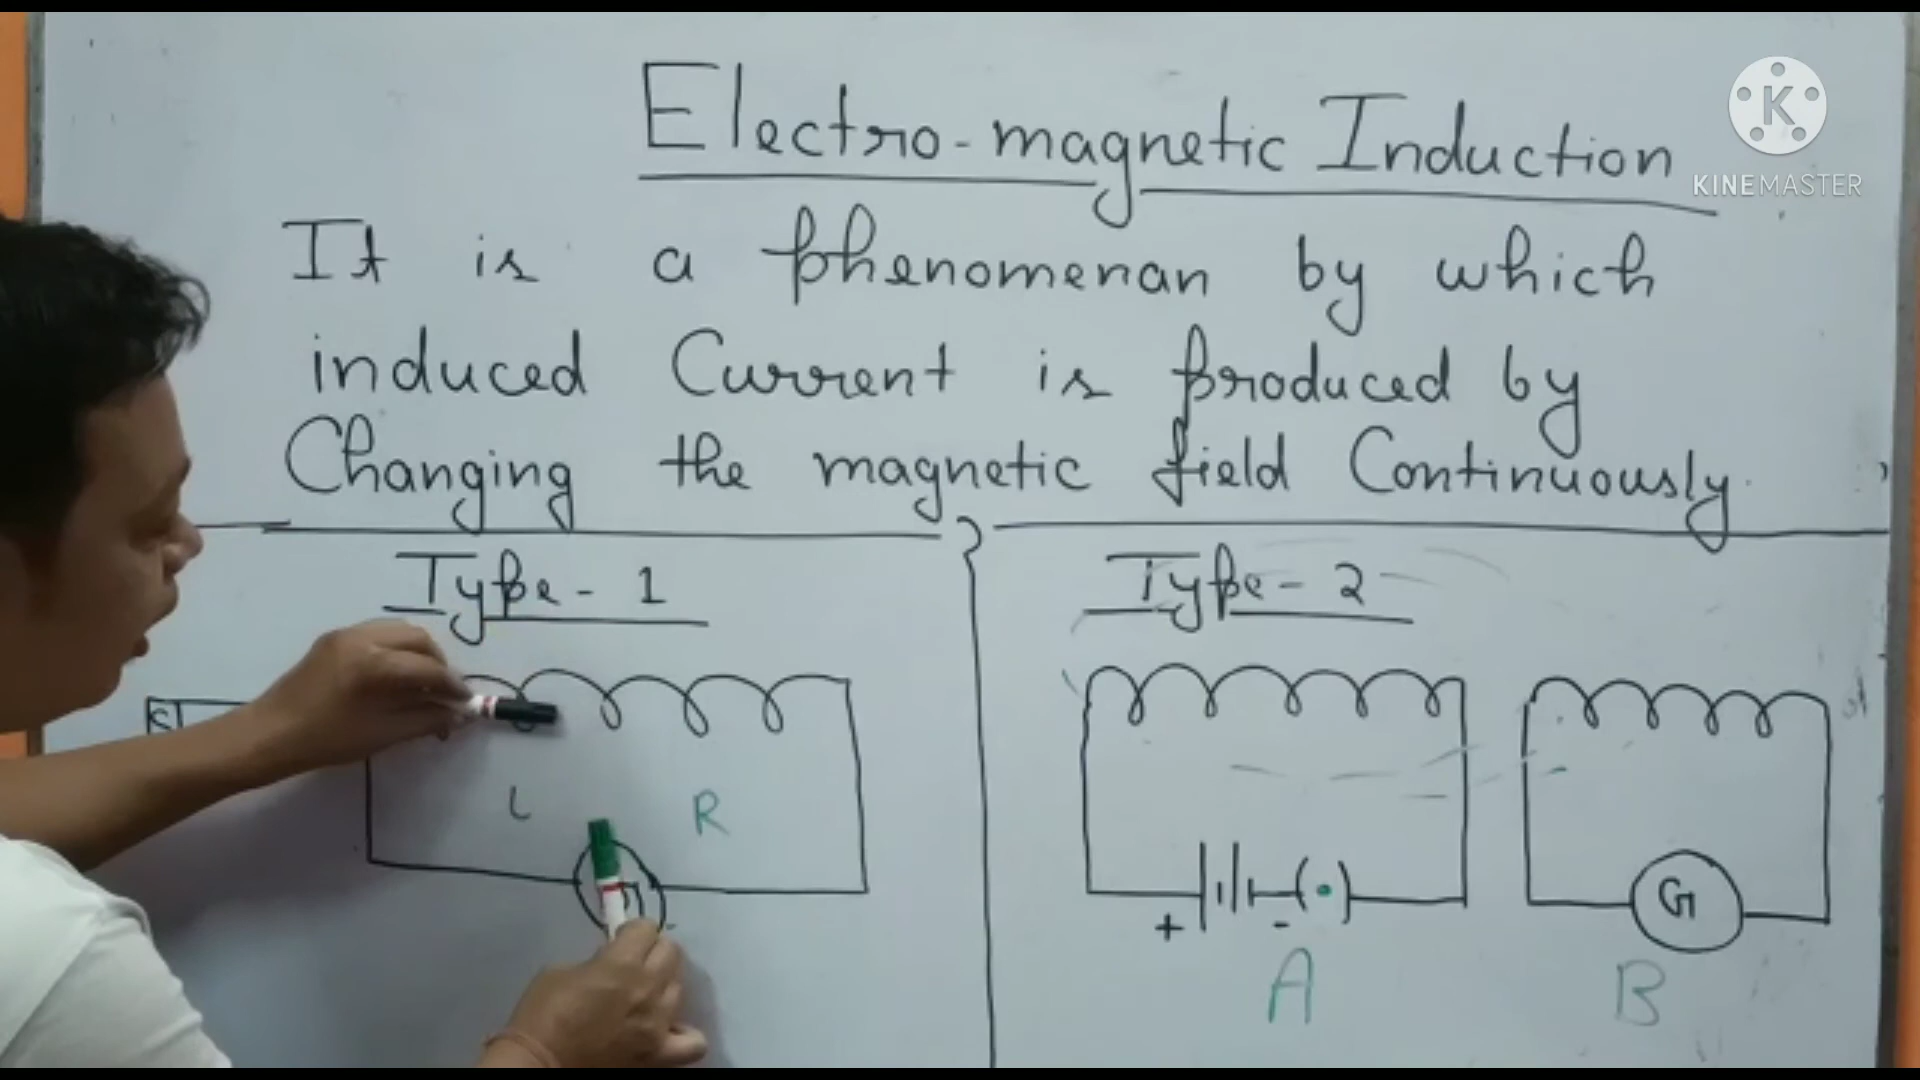 Electro-magnetic Induction
It is a phenomenan by which
induced Current is produced by
Changing the magnetic field Continuously.
Type - 1
Type - 2
S
L R
G
+ -
A
B
K
KINEMASTER